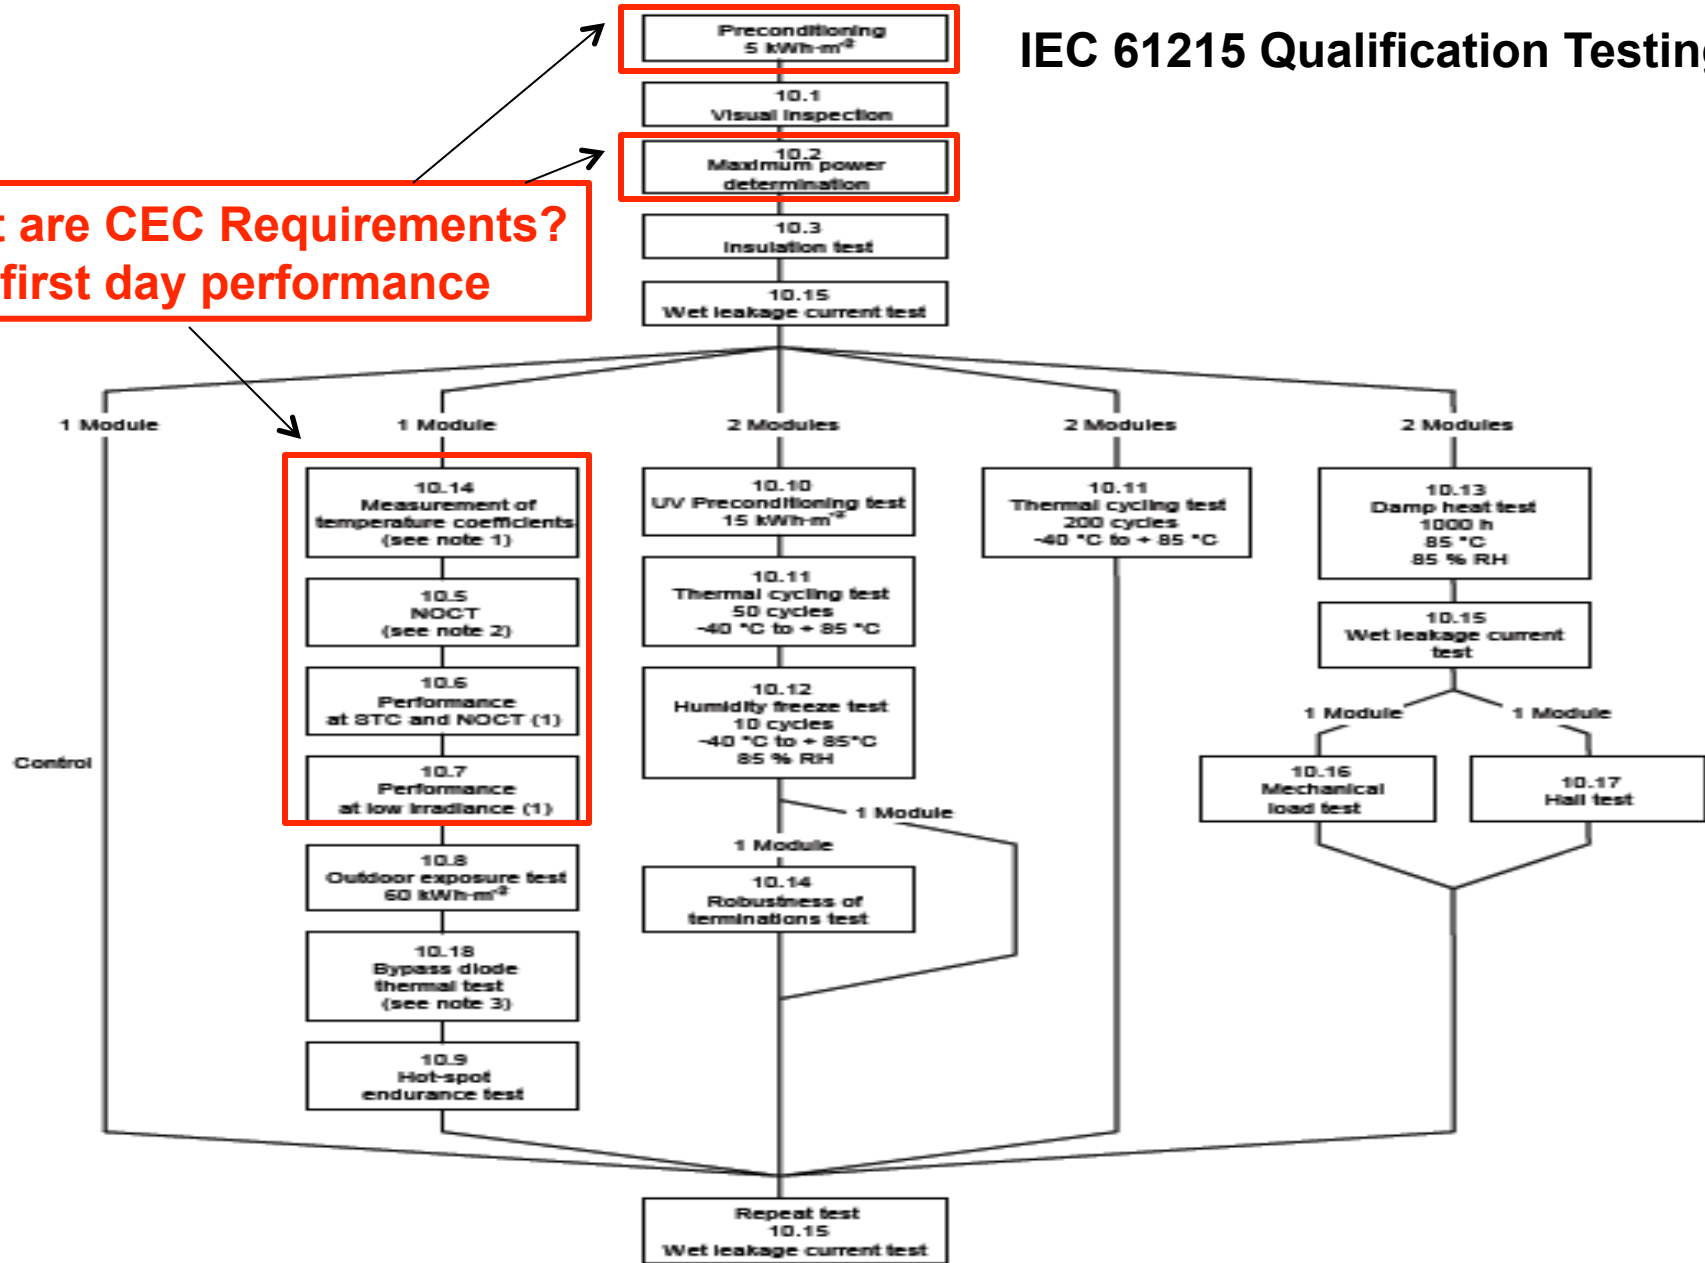 Preconditioning
5 kWh·m⁻²
IEC 61215 Qualification Testing
10.1
Visual inspection
10.2
Maximum power
determination
t are CEC Requirements?
first day performance
10.3
Insulation test
10.15
Wet leakage current test
1 Module
1 Module
2 Modules
2 Modules
2 Modules
Control
10.14
Measurement of
temperature coefficients
(see note 1)
10.5
NOCT
(see note 2)
10.6
Performance
at STC and NOCT (1)
10.7
Performance
at low irradiance (1)
10.8
Outdoor exposure test
60 kWh·m⁻²
10.18
Bypass diode
thermal test
(see note 3)
10.9
Hot-spot
endurance test
10.10
UV Preconditioning test
15 kWh·m⁻²
10.11
Thermal cycling test
50 cycles
-40 °C to + 85 °C
10.12
Humidity freeze test
10 cycles
-40 °C to + 85°C
85 % RH
1 Module
1 Module
10.14
Robustness of
terminations test
10.11
Thermal cycling test
200 cycles
-40 °C to + 85 °C
10.13
Damp heat test
1000 h
85 °C
85 % RH
10.15
Wet leakage current
test
1 Module
1 Module
10.16
Mechanical
load test
10.17
Hail test
Repeat test
10.15
Wet leakage current test